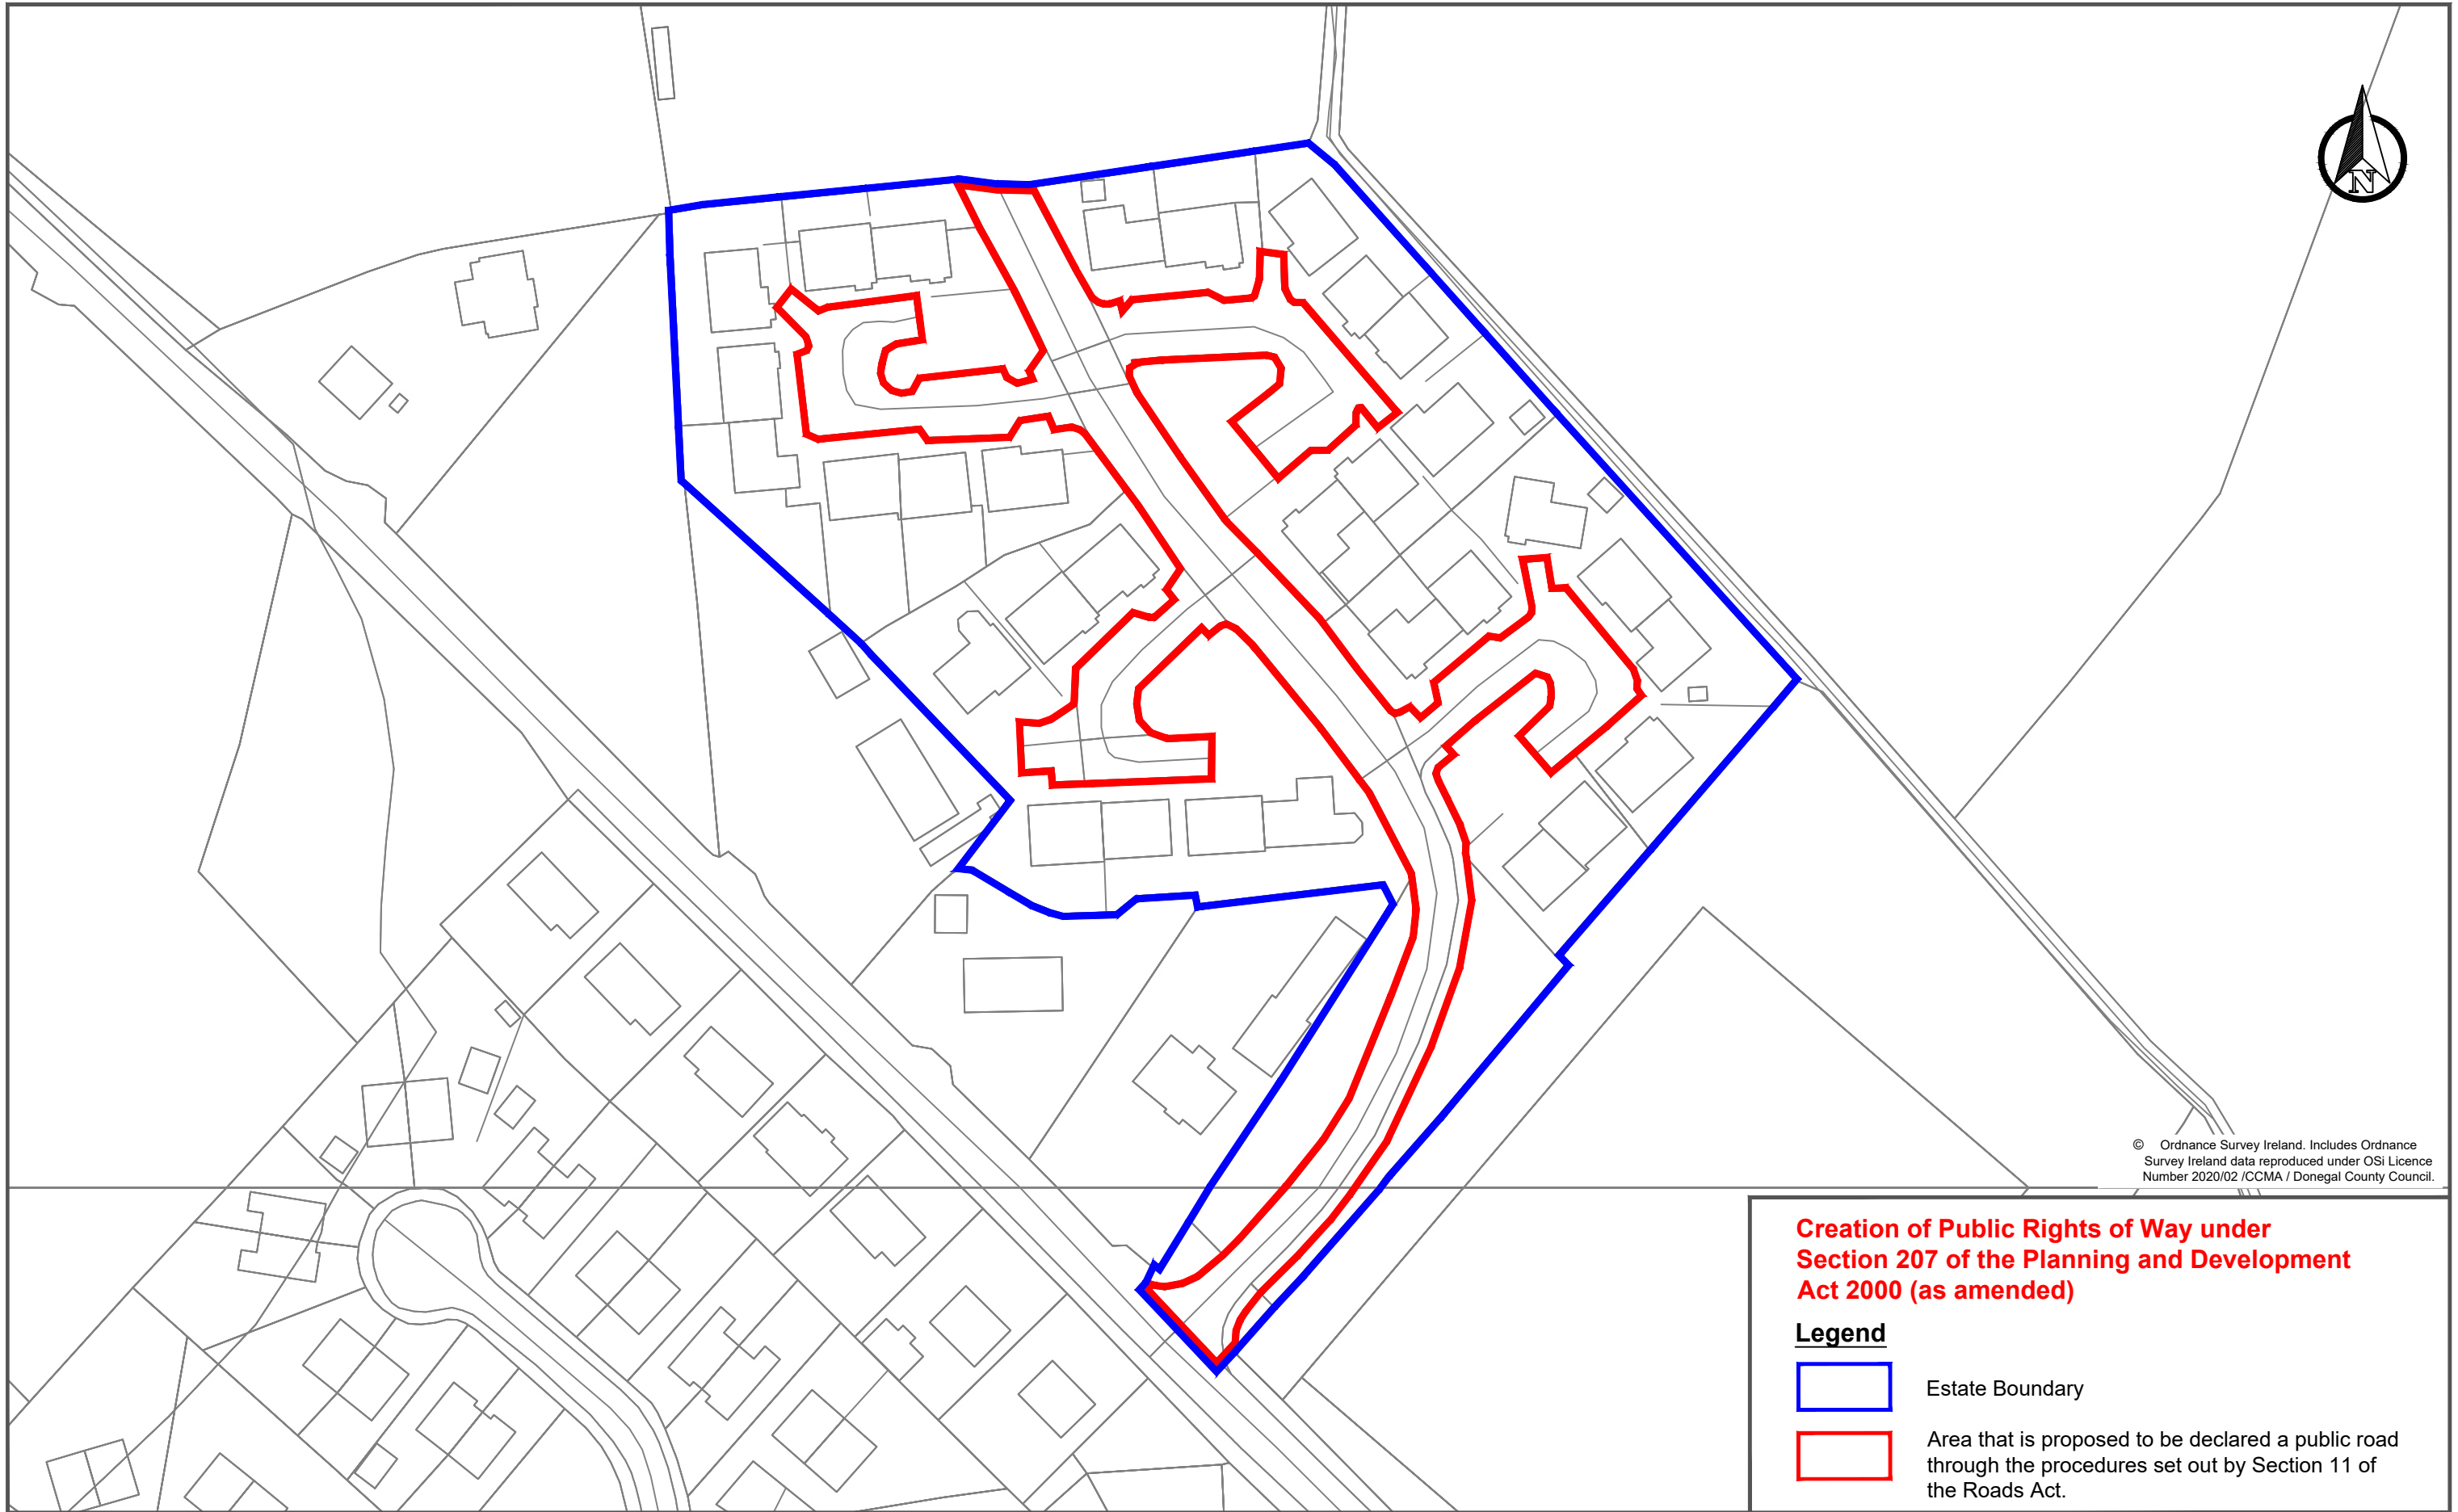 N
© Ordnance Survey Ireland. Includes Ordnance
Survey Ireland data reproduced under OSi Licence
Number 2020/02 /CCMA / Donegal County Council.
Creation of Public Rights of Way under
Section 207 of the Planning and Development
Act 2000 (as amended)
Legend
Estate Boundary
Area that is proposed to be declared a public road
through the procedures set out by Section 11 of
the Roads Act.